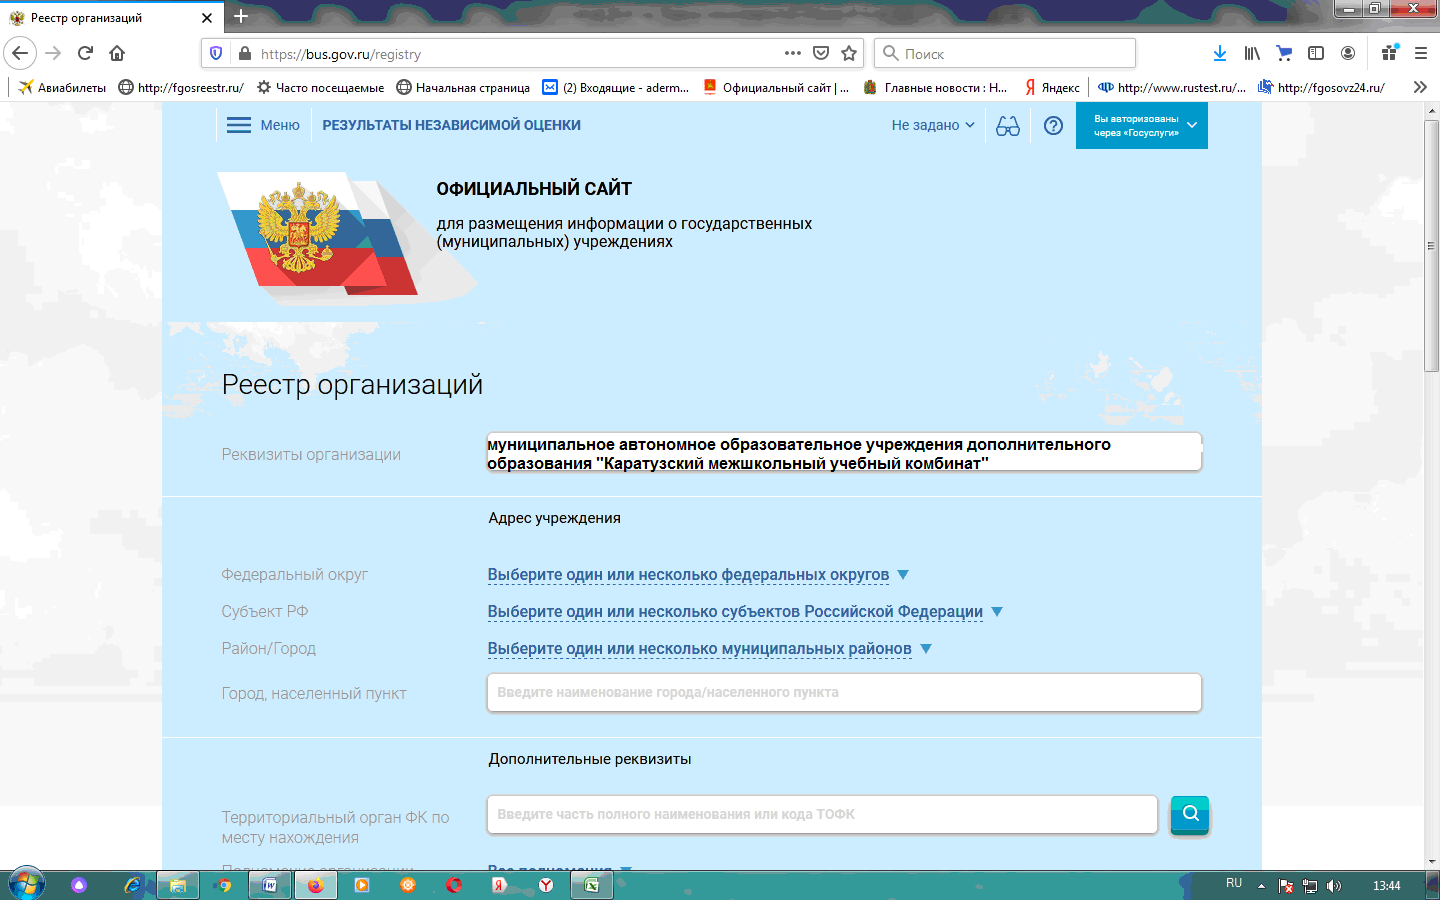 Реестр организаций
https://bus.gov.ru/registry
Поиск
Авиабилеты
http://fgosreestr.ru/
Часто посещаемые
Начальная страница
(2) Входящие - aderm...
Официальный сайт | ...
Главные новости : Н...
Яндекс
http://www.rustest.ru/...
http://fgosovz24.ru/
Меню
РЕЗУЛЬТАТЫ НЕЗАВИСИМОЙ ОЦЕНКИ
Не задано
Вы авторизованы
через «Госуслуги»
ОФИЦИАЛЬНЫЙ САЙТ
для размещения информации о государственных
(муниципальных) учреждениях
Реестр организаций
Реквизиты организации
муниципальное автономное образовательное учреждения дополнительного
образования "Каратузский межшкольный учебный комбинат"
Адрес учреждения
Федеральный округ
Выберите один или несколько федеральных округов
Субъект РФ
Выберите один или несколько субъектов Российской Федерации
Район/Город
Выберите один или несколько муниципальных районов
Город, населенный пункт
Введите наименование города/населенного пункта
Дополнительные реквизиты
Территориальный орган ФК по
месту нахождения
Введите часть полного наименования или кода ТОФК
RU
13:44